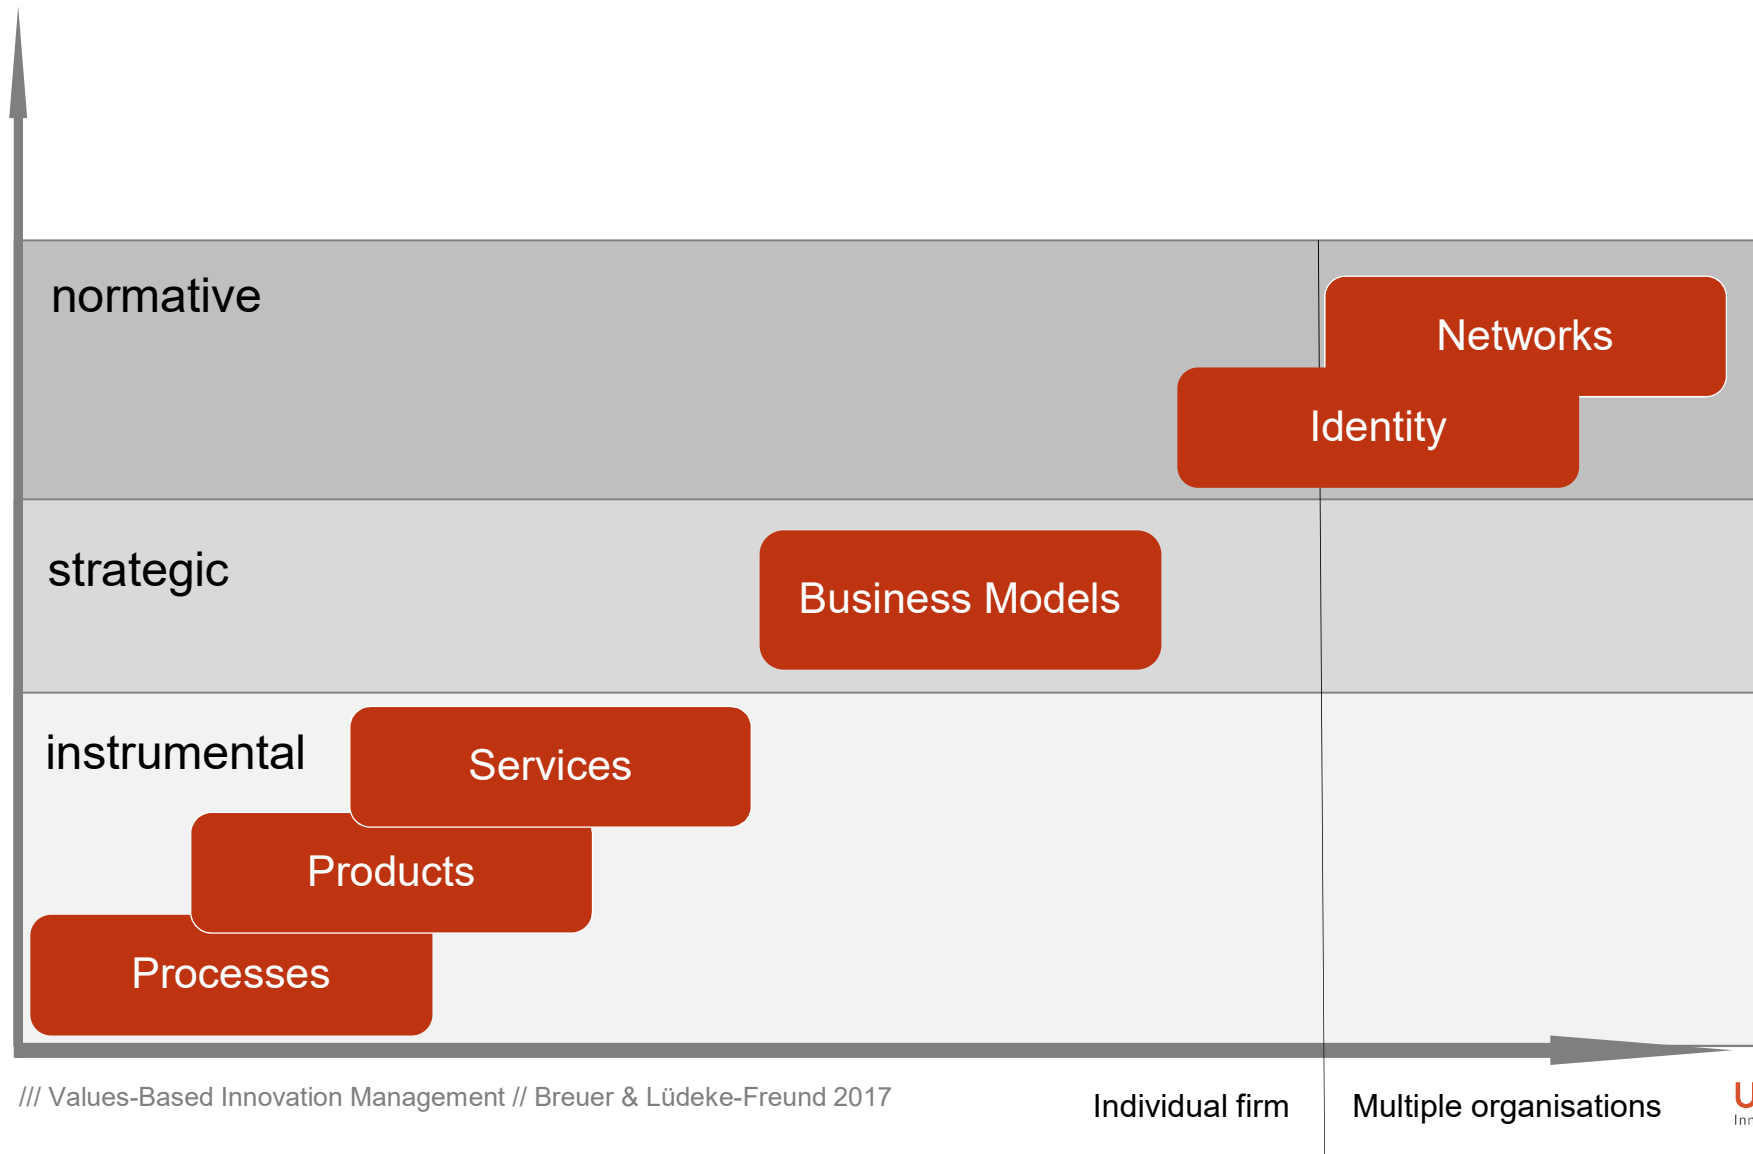 normative
Networks
Identity
strategic
Business Models
instrumental
Services
Products
Processes
/// Values-Based Innovation Management // Breuer & Lüdeke-Freund 2017
Individual firm
Multiple organisations